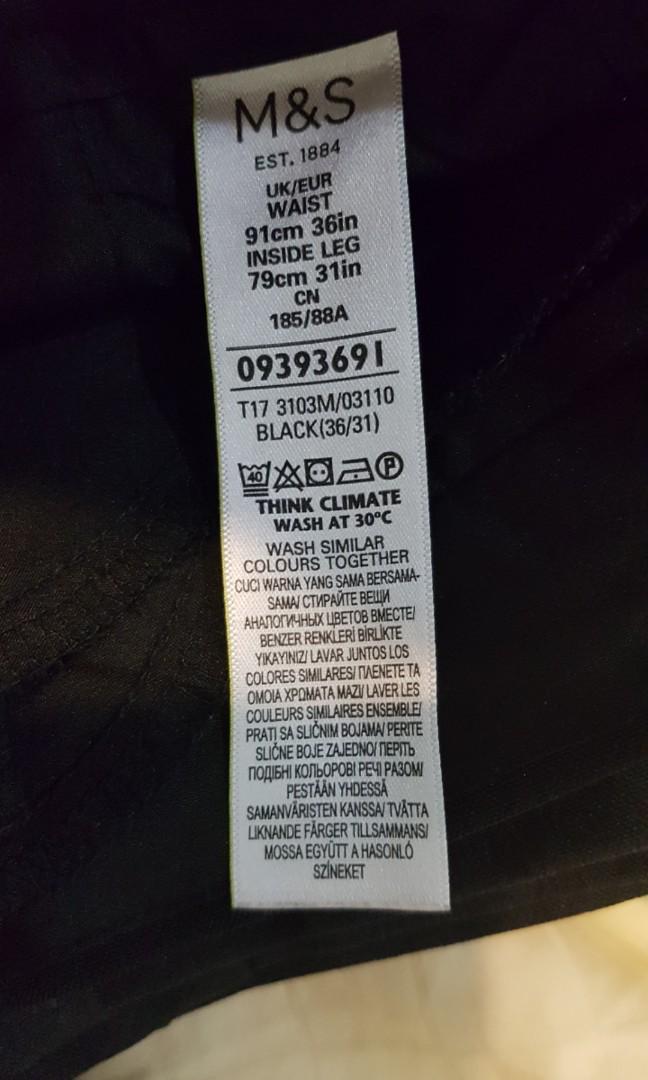 M&S
EST. 1884
UK/EUR
WAIST
91cm 36in
INSIDE LEG
79cm 31in
CN
185/88A
09393691
T17 3103M/03110
BLACK(36/31)
40 P
THINK CLIMATE
WASH AT 30°C
WASH SIMILAR
COLOURS TOGETHER
CUCI WARNA YANG SAMA BERSAMA-
SAMA/ СТИРАЙТЕ ВЕЩИ
АНАЛОГИЧНЫХ ЦВЕТОВ ВМЕСТЕ/
BENZER RENKLERİ BİRLİKTE
YIKAYINIZ/ LAVAR JUNTOS LOS
COLORES SIMILARES/ ΠΛΕΝΕΤΕ ΤΑ
ΟΜΟΙΑ ΧΡΩΜΑΤΑ ΜΑΖΙ/ LAVER LES
COULEURS SIMILAIRES ENSEMBLE/
PRATI SA SLIČNIM BOJAMA/ PERITE
SLIČNE BOJE ZAJEDNO/ ПЕРІТЬ
ПОДІБНІ КОЛЬОРОВІ РЕЧІ РАЗОМ/
PESTÄÄN YHDESSÄ
SAMANVÄRISTEN KANSSA/ TVÄTTA
LIKNANDE FÄRGER TILLSAMMANS/
MOSSA EGYÜTT A HASONLÓ
SZÍNEKET